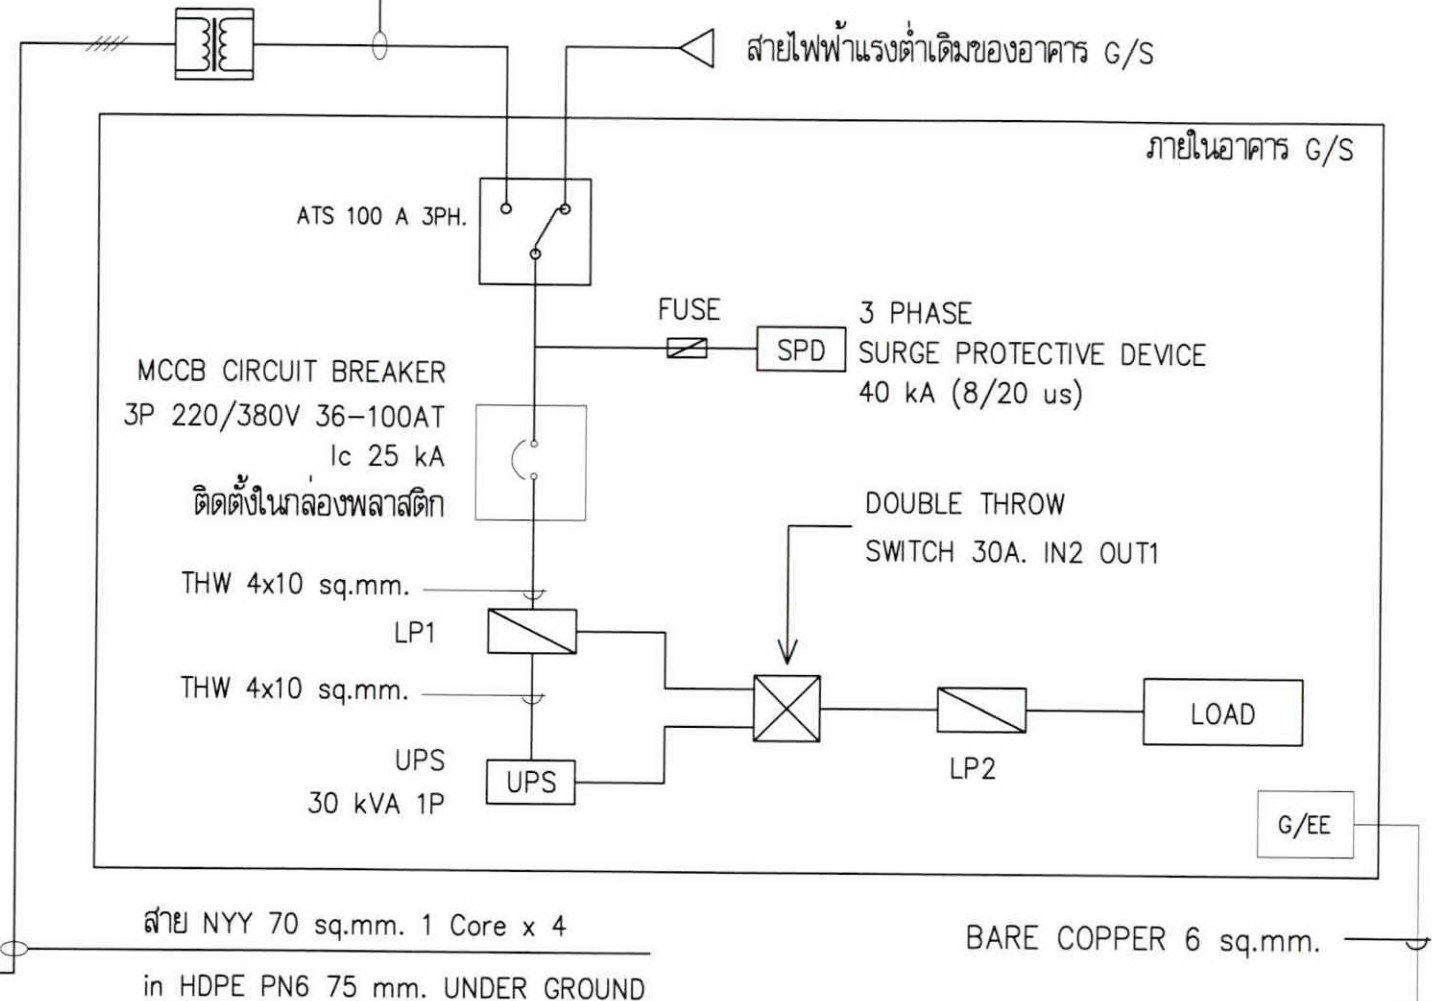 สายไฟฟ้าแรงต่ำเดิมของอาคาร G/S
ภายในอาคาร G/S
ATS 100 A 3PH.
FUSE
SPD
3 PHASE
SURGE PROTECTIVE DEVICE
40 kA (8/20 us)
MCCB CIRCUIT BREAKER
3P 220/380V 36-100AT
Ic 25 kA
ติดตั้งในกล่องพลาสติก
DOUBLE THROW
SWITCH 30A. IN2 OUT1
THW 4x10 sq.mm.
LP1
THW 4x10 sq.mm.
UPS
30 kVA 1P
UPS
LP2
LOAD
G/EE
สาย NYY 70 sq.mm. 1 Core x 4
in HDPE PN6 75 mm. UNDER GROUND
BARE COPPER 6 sq.mm.